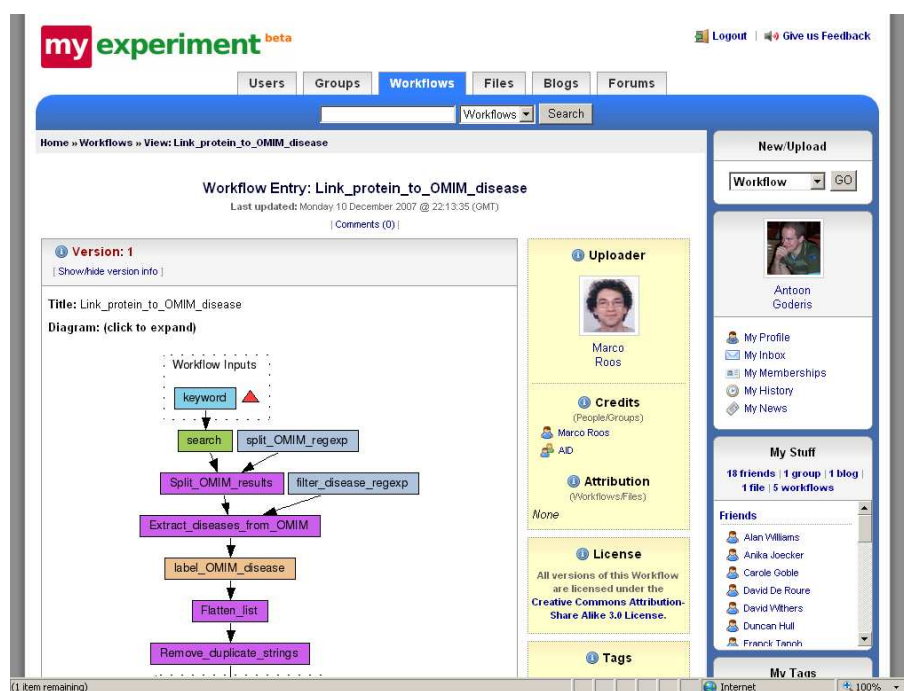 my experiment beta
Logout | Give us Feedback
Users Groups Workflows Files Blogs Forums
Workflows Search
Home » Workflows » View: Link_protein_to_OMIM_disease
Workflow Entry: Link_protein_to_OMIM_disease
Last updated: Monday 10 December 2007 @ 22:13:35 (GMT)
| Comments (0) |
Version: 1
[ Show/hide version info ]
Title: Link_protein_to_OMIM_disease
Diagram: (click to expand)
Workflow Inputs
keyword
search split_OMIM_regexp
Split_OMIM_results filter_disease_regexp
Extract_diseases_from_OMIM
label_OMIM_disease
Flatten_list
Remove_duplicate_strings
Uploader
Marco
Roos
Credits
(People/Groups)
Marco Roos
AID
Attribution
(Workflows/Files)
None
License
All versions of this Workflow
are licensed under the
Creative Commons Attribution-
Share Alike 3.0 License.
Tags
New/Upload
Workflow GO
Antoon
Goderis
My Profile
My Inbox
My Memberships
My History
My News
My Stuff
18 friends | 1 group | 1 blog |
1 file | 5 workflows
Friends
Alan Williams
Anika Joecker
Carole Goble
David De Roure
David Withers
Duncan Hull
Franck Tanoh
My Tags
(1 item remaining) Internet 100%